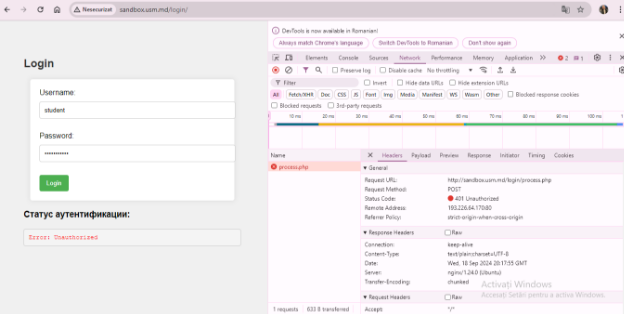 Nesecurizat sandbox.usm.md/login/
Login
Username:
student
Password:
Login
Статус аутентификации:
Error: Unauthorized
DevTools is now available in Romanian!
Always match Chrome's language Switch DevTools to Romanian Don't show again
Elements Console Sources Network Performance Memory Application 2 1
Preserve log Disable cache No throttling
Filter Invert Hide data URLs Hide extension URLs
All Fetch/XHR Doc CSS JS Font Img Media Manifest WS Wasm Other Blocked response cookies
Blocked requests 3rd-party requests
10 ms 20 ms 30 ms 40 ms 50 ms 60 ms 70 ms 80 ms 90 ms 100 ms
Name Headers Payload Preview Response Initiator Timing Cookies
process.php
General
Request URL: http://sandbox.usm.md/login/process.php
Request Method: POST
Status Code: 401 Unauthorized
Remote Address:
Referrer Policy: strict-origin-when-cross-origin
Response Headers Raw
Connection: keep-alive
Content-Type: text/plain;charset=UTF-8
Date: Wed, 18 Sep 2024 20:17:55 GMT
Server: nginx/1.24.0 (Ubuntu)
Transfer-Encoding: chunked
Request Headers Raw
Accept: */*
1 requests 633 B transferred
Activați Windows
Accesați Setări pentru a activa Windows.